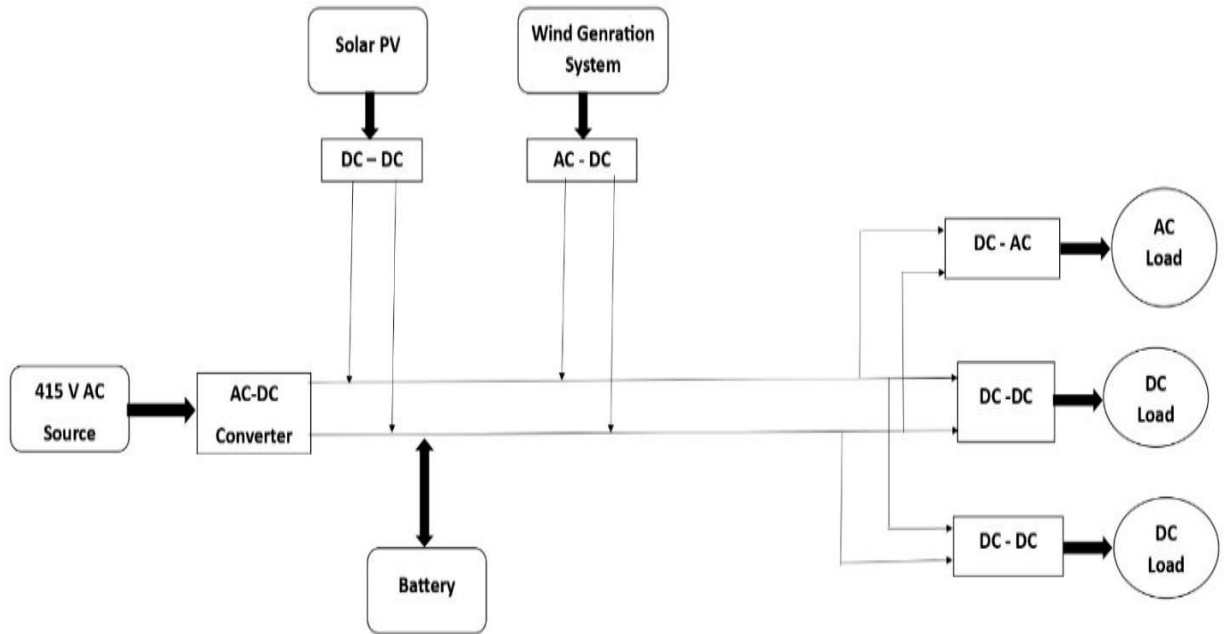 Solar PV
Wind Genration
System
DC – DC
AC - DC
DC - AC
AC
Load
415 V AC
Source
AC-DC
Converter
DC -DC
DC
Load
Battery
DC - DC
DC
Load